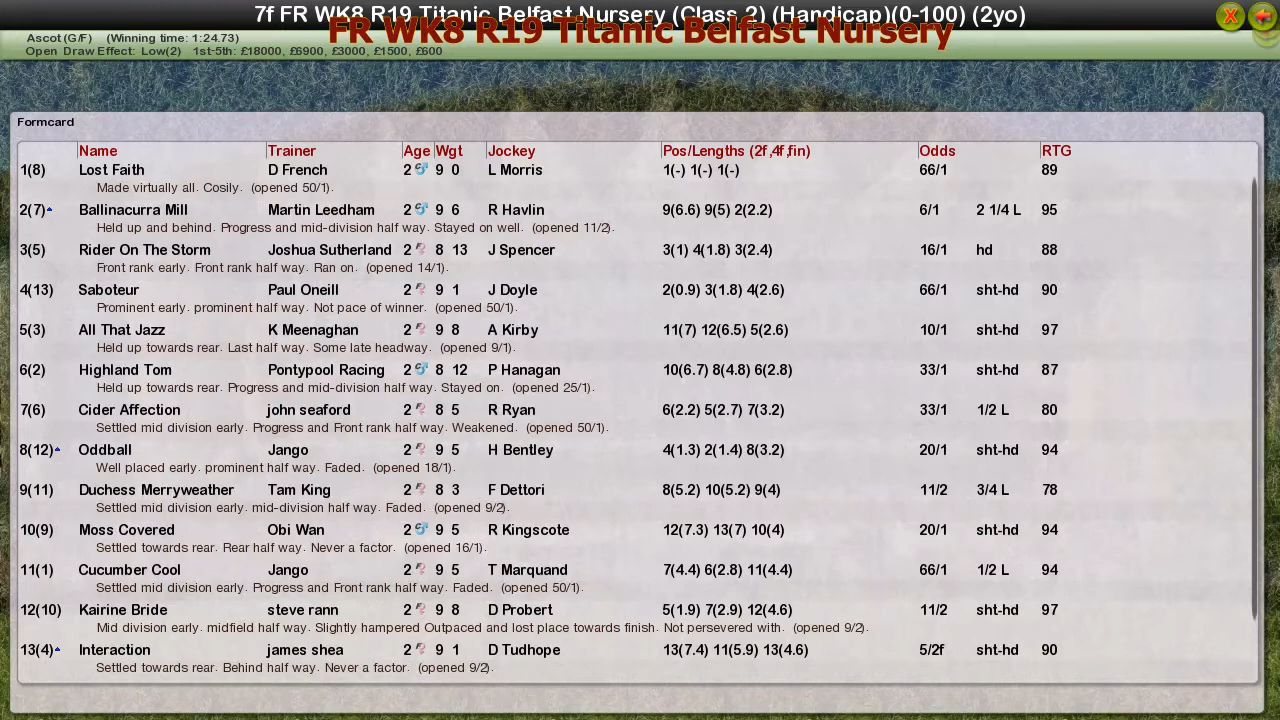 7f FR WK8 R19 Titanic Belfast Nursery (Class 2) (Handicap)(0-100) (2yo)
FR WK8 R19 Titanic Belfast Nursery
Ascot(G/F) (Winning time: 1:24.73)
Open Draw Effect: Low(2) 1st-5th: £18000, £6900, £3000, £1500, £600
X
Formcard
Name Trainer Age Wgt Jockey Pos/Lengths (2f,4f,fin) Odds RTG
1(8) Lost Faith D French 2 9 0 L Morris 1(-) 1(-) 1(-) 66/1 89
Made virtually all. Cosily. (opened 50/1).
2(7) Ballinacurra Mill Martin Leedham 2 9 6 R Havlin 9(6.6) 9(5) 2(2.2) 6/1 2 1/4 L 95
Held up and behind. Progress and mid-division half way. Stayed on well. (opened 11/2).
3(5) Rider On The Storm Joshua Sutherland 2 8 13 J Spencer 3(1) 4(1.8) 3(2.4) 16/1 hd 88
Front rank early. Front rank half way. Ran on. (opened 14/1).
4(13) Saboteur Paul Oneill 2 9 1 J Doyle 2(0.9) 3(1.8) 4(2.6) 66/1 sht-hd 90
Prominent early. prominent half way. Not pace of winner. (opened 50/1).
5(3) All That Jazz K Meenaghan 2 9 8 A Kirby 11(7) 12(6.5) 5(2.6) 10/1 sht-hd 97
Held up towards rear. Last half way. Some late headway. (opened 9/1).
6(2) Highland Tom Pontypool Racing 2 8 12 P Hanagan 10(6.7) 8(4.8) 6(2.8) 33/1 sht-hd 87
Held up towards rear. Progress and mid-division half way. Stayed on. (opened 25/1).
7(6) Cider Affection john seaford 2 8 5 R Ryan 6(2.2) 5(2.7) 7(3.2) 33/1 1/2 L 80
Settled mid division early. Progress and Front rank half way. Weakened. (opened 50/1).
8(12) Oddball Jango 2 9 5 H Bentley 4(1.3) 2(1.4) 8(3.2) 20/1 sht-hd 94
Well placed early. prominent half way. Faded. (opened 18/1).
9(11) Duchess Merryweather Tam King 2 8 3 F Dettori 8(5.2) 10(5.2) 9(4) 11/2 3/4 L 78
Settled mid division early. mid-division half way. Faded. (opened 9/2).
10(9) Moss Covered Obi Wan 2 9 5 R Kingscote 12(7.3) 13(7) 10(4) 20/1 sht-hd 94
Settled towards rear. Rear half way. Never a factor. (opened 16/1).
11(1) Cucumber Cool Jango 2 9 5 T Marquand 7(4.4) 6(2.8) 11(4.4) 66/1 1/2 L 94
Settled mid division early. Progress and Front rank half way. Faded. (opened 50/1).
12(10) Kairine Bride steve rann 2 9 8 D Probert 5(1.9) 7(2.9) 12(4.6) 11/2 sht-hd 97
Mid division early. midfield half way. Slightly hampered Outpaced and lost place towards finish. Not persevered with. (opened 9/2).
13(4) Interaction james shea 2 9 1 D Tudhope 13(7.4) 11(5.9) 13(4.6) 5/2f sht-hd 90
Settled towards rear. Behind half way. Never a factor. (opened 9/2).